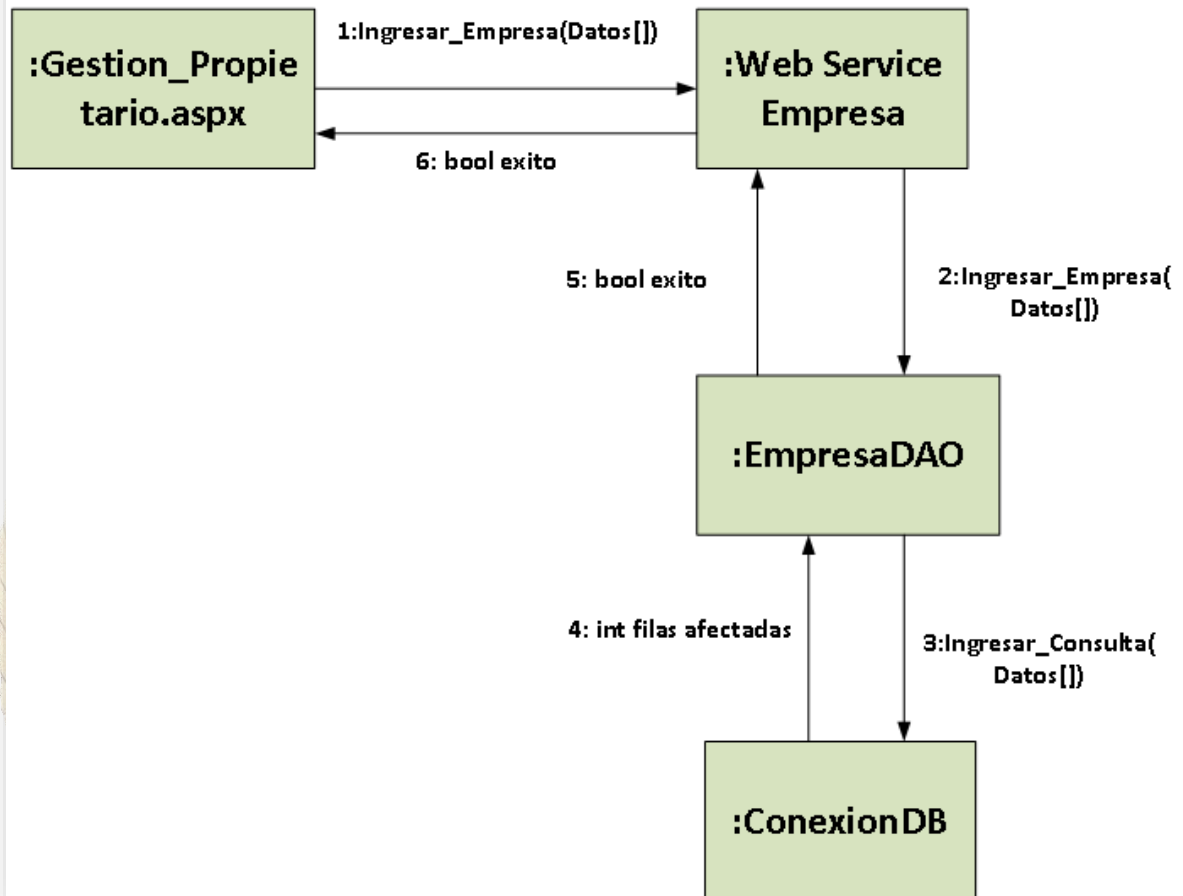 :Gestion_Propie
tario.aspx
1:Ingresar_Empresa(Datos[])
:Web Service
Empresa
6: bool exito
5: bool exito
2:Ingresar_Empresa(
Datos[])
:EmpresaDAO
4: int filas afectadas
3:Ingresar_Consulta(
Datos[])
:ConexionDB